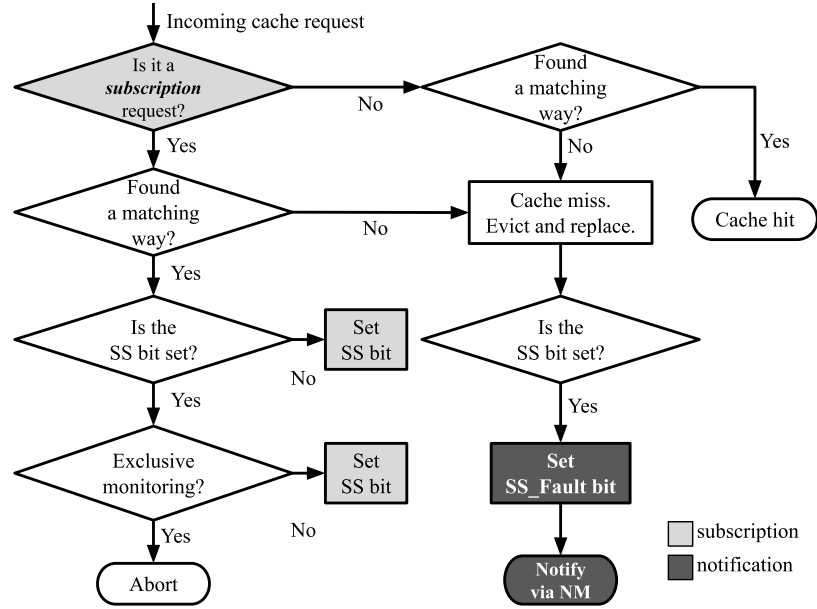 Incoming cache request
Is it a
subscription
request?
No
Found
a matching
way?
Yes
Yes
No
Found
a matching
way?
No
Cache miss.
Evict and replace.
Cache hit
Yes
Is the
SS bit set?
No
Set
SS bit
Is the
SS bit set?
Yes
Yes
Exclusive
monitoring?
No
Set
SS bit
Set
SS_Fault bit
Yes
Abort
Notify
via NM
subscription
notification